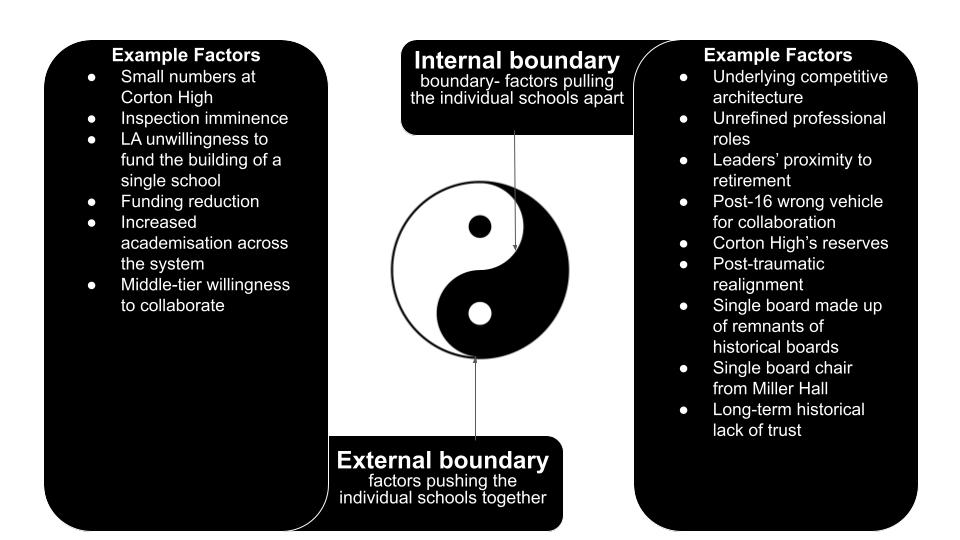 Example Factors
● Small numbers at
Corton High
● Inspection imminence
● LA unwillingness to
fund the building of a
single school
● Funding reduction
● Increased
academisation across
the system
● Middle-tier willingness
to collaborate
Internal boundary
boundary- factors pulling
the individual schools apart
External boundary
factors pushing the
individual schools together
Example Factors
● Underlying competitive
architecture
● Unrefined professional
roles
● Leaders’ proximity to
retirement
● Post-16 wrong vehicle
for collaboration
● Corton High’s reserves
● Post-traumatic
realignment
● Single board made up
of remnants of
historical boards
● Single board chair
from Miller Hall
● Long-term historical
lack of trust